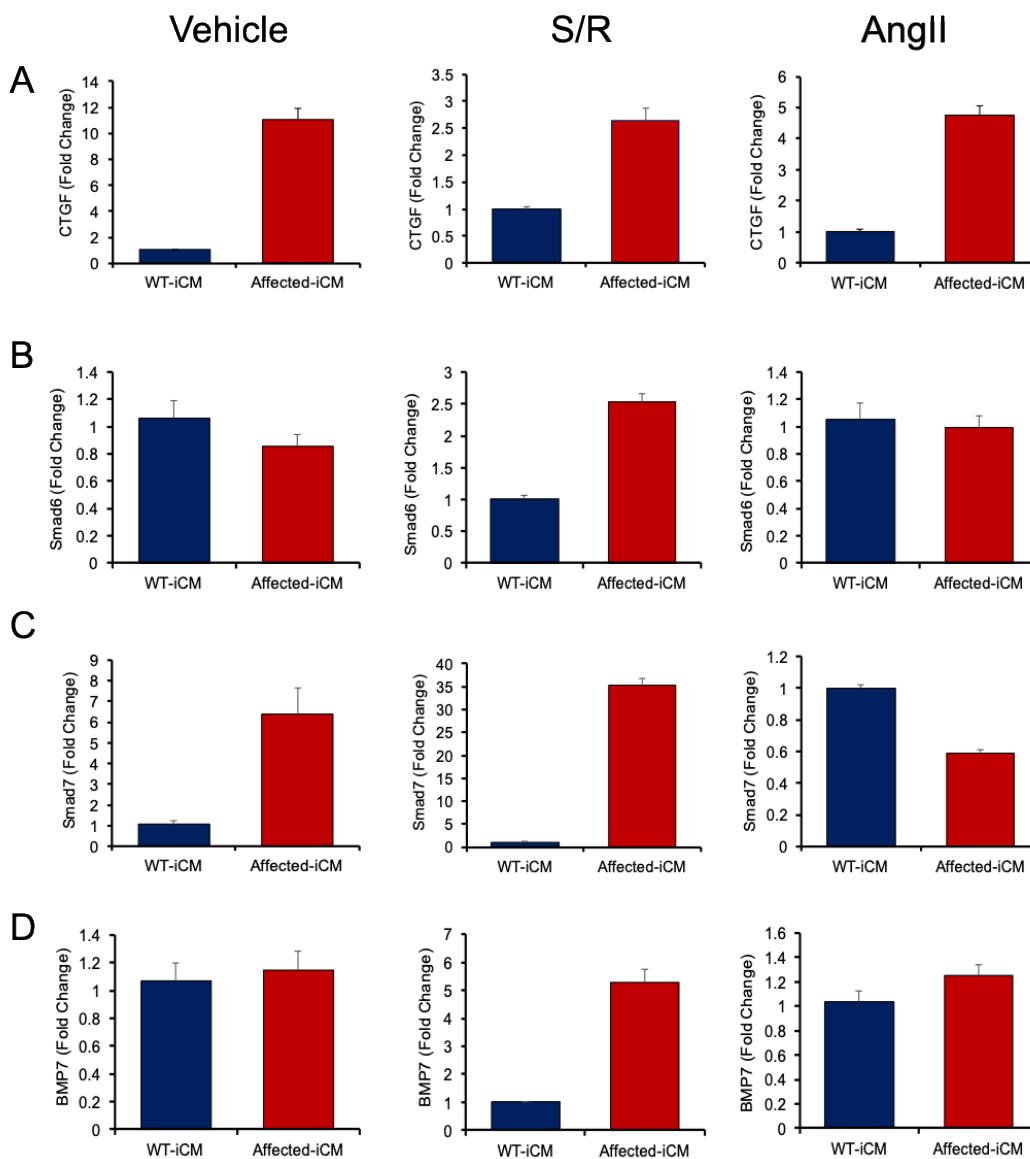 Vehicle
S/R
AngII
A
CTGF (Fold Change)
14
12
10
8
6
4
2
0
WT-iCM
Affected-iCM
CTGF (Fold Change)
3.5
3
2.5
2
1.5
1
0.5
0
WT-iCM
Affected-iCM
CTGF (Fold Change)
6
5
4
3
2
1
0
WT-iCM
Affected-iCM
B
Smad6 (Fold Change)
1.4
1.2
1
0.8
0.6
0.4
0.2
0
WT-iCM
Affected-iCM
Smad6 (Fold Change)
3
2.5
2
1.5
1
0.5
0
WT-iCM
Affected-iCM
Smad6 (Fold Change)
1.4
1.2
1
0.8
0.6
0.4
0.2
0
WT-iCM
Affected-iCM
C
Smad7 (Fold Change)
9
8
7
6
5
4
3
2
1
0
WT-iCM
Affected-iCM
Smad7 (Fold Change)
40
35
30
25
20
15
10
5
0
WT-iCM
Affected-iCM
Smad7 (Fold Change)
1.2
1
0.8
0.6
0.4
0.2
0
WT-iCM
Affected-iCM
D
BMP7 (Fold Change)
1.4
1.2
1
0.8
0.6
0.4
0.2
0
WT-iCM
Affected-iCM
BMP7 (Fold Change)
7
6
5
4
3
2
1
0
WT-iCM
Affected-iCM
BMP7 (Fold Change)
1.6
1.4
1.2
1
0.8
0.6
0.4
0.2
0
WT-iCM
Affected-iCM